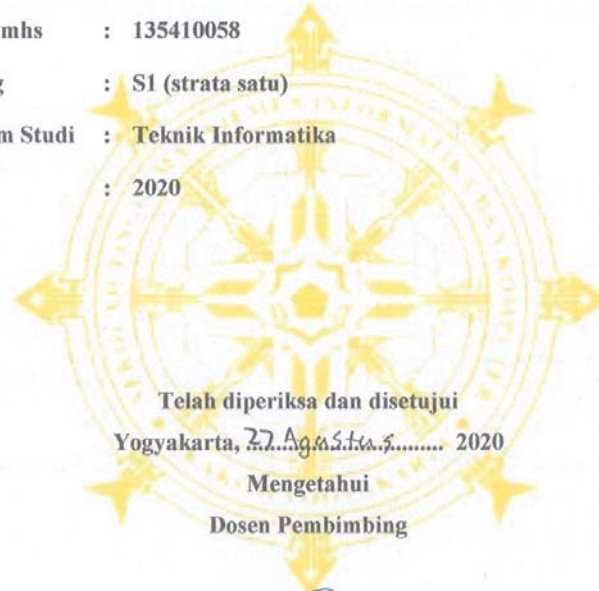 mhs : 135410058
g : S1 (strata satu)
m Studi : Teknik Informatika
: 2020
Telah diperiksa dan disetujui
Yogyakarta, 27 Agustus 2020
Mengetahui
Dosen Pembimbing